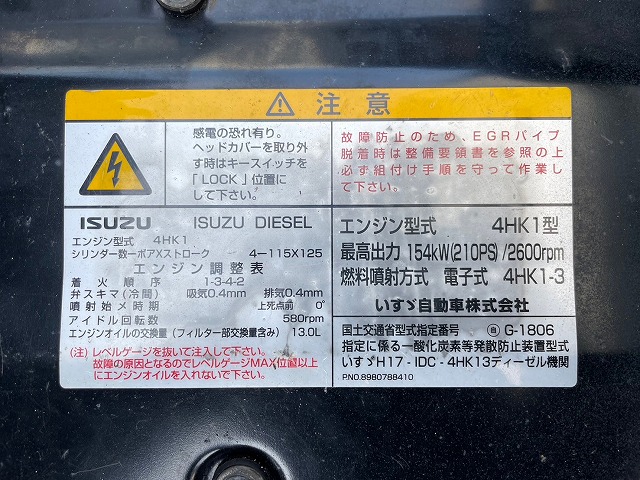 注意
感電の恐れ有り。
ヘッドカバーを取り外
す時はキースイッチを
「LOCK」位置に
して下さい。
故障防止のため、EGRパイプ
脱着時は整備要領書を参照の上
必ず組付け手順を守って作業し
て下さい。
ISUZU ISUZU DIESEL
エンジン型式 4HK1
シリンダー数ーボアXストローク 4-115X125
エンジン調整表
着火順序 1-3-4-2
弁スキマ(冷間) 吸気0.4mm 排気0.4mm
噴射始メ時期 上死点前 0°
アイドル回転数 580rpm
エンジンオイルの交換量(フィルター部交換含み) 13.0L
(注)レベルゲージを抜いて注入して下さい。
故障の原因となるのでレベルゲージMAX位置以上
にエンジンオイルを入れないで下さい。
エンジン型式 4HK1型
最高出力 154kW(210PS)/2600rpm
燃料噴射方式 電子式 4HK1-3
いすゞ自動車株式会社
国土交通省型式指定番号 G-1806
指定に係る一酸化炭素等発散防止装置型式
いすゞH17-IDC-4HK13ディーゼル機関
PNO.8980788410